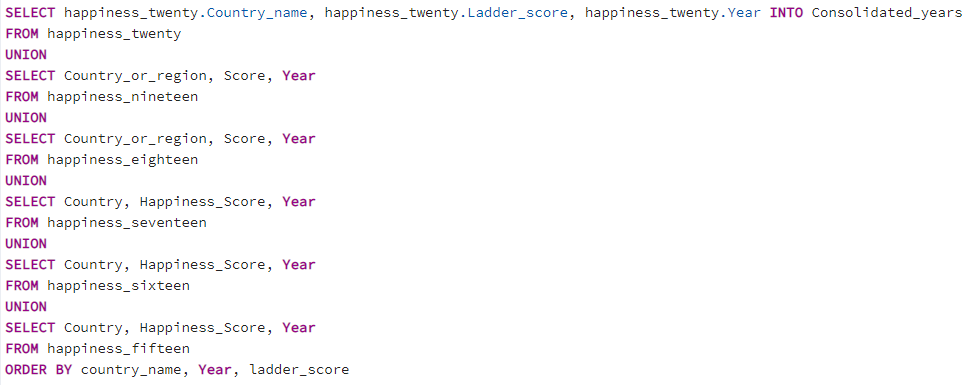 SELECT happiness_twenty.Country_name, happiness_twenty.Ladder_score, happiness_twenty.Year INTO Consolidated_years
FROM happiness_twenty
UNION
SELECT Country_or_region, Score, Year
FROM happiness_nineteen
UNION
SELECT Country_or_region, Score, Year
FROM happiness_eighteen
UNION
SELECT Country, Happiness_Score, Year
FROM happiness_seventeen
UNION
SELECT Country, Happiness_Score, Year
FROM happiness_sixteen
UNION
SELECT Country, Happiness_Score, Year
FROM happiness_fifteen
ORDER BY country_name, Year, ladder_score